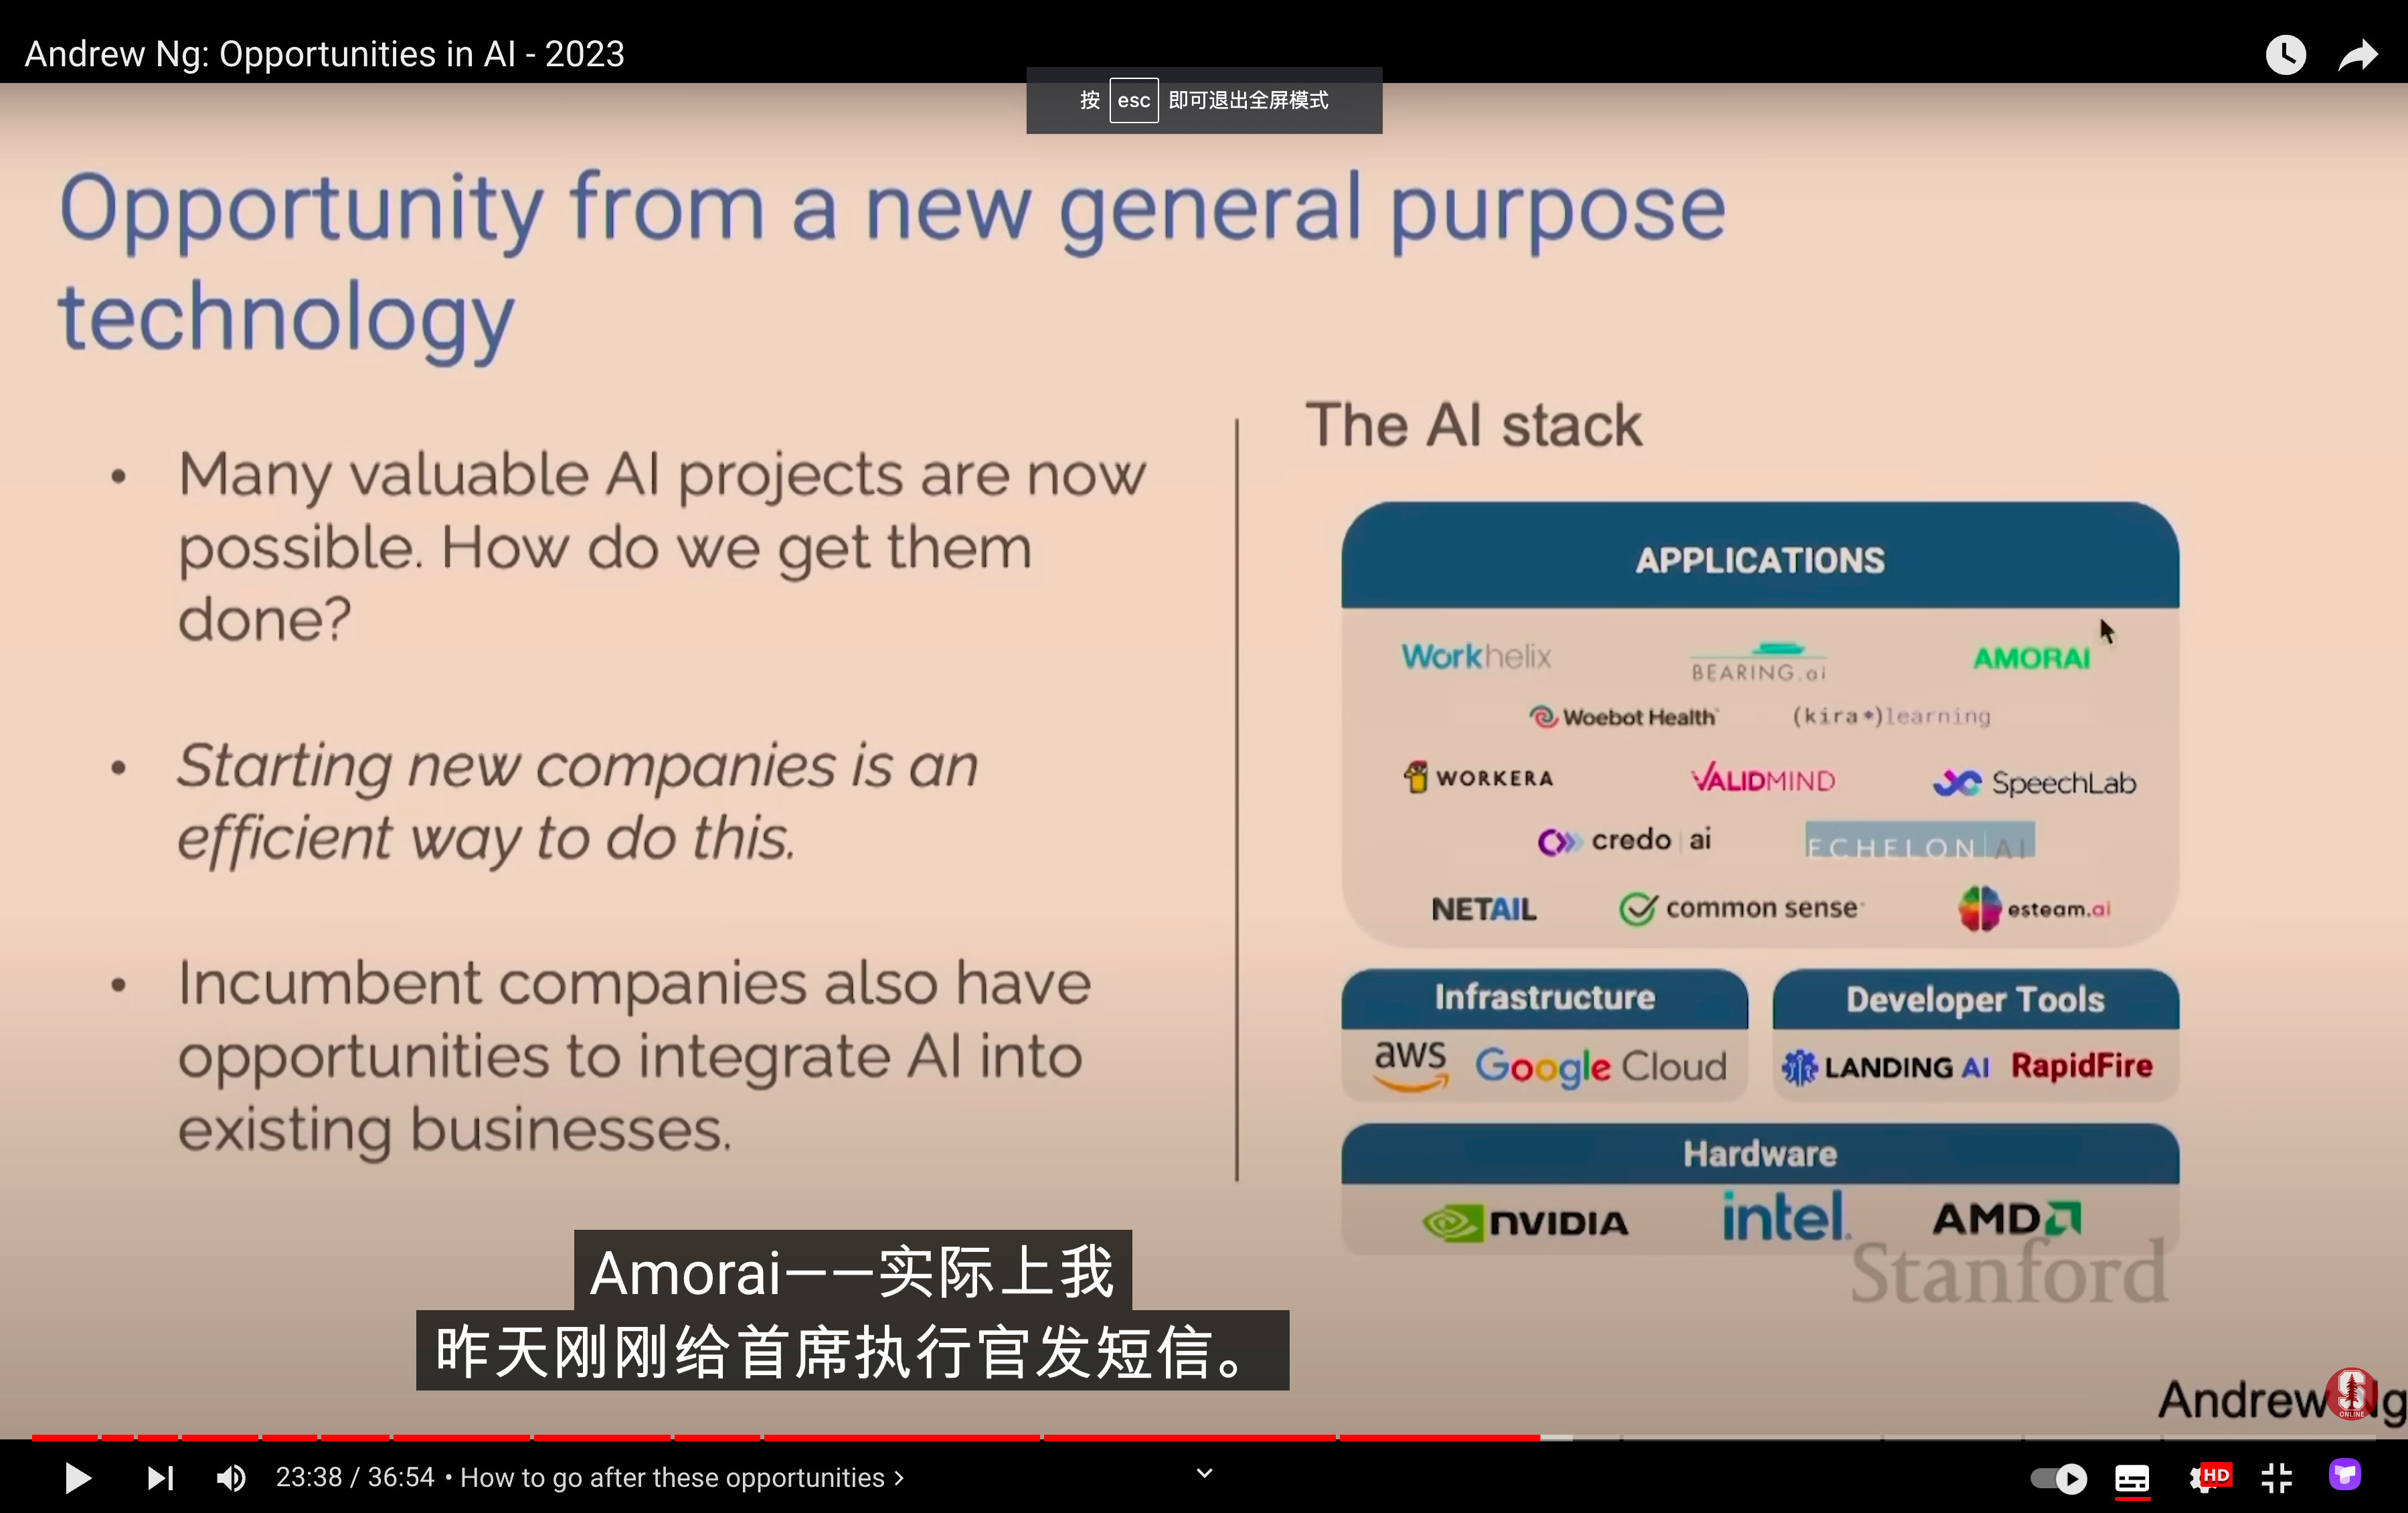 Andrew Ng: Opportunities in AI - 2023
按 esc 即可退出全屏模式
Opportunity from a new general purpose
technology
• Many valuable AI projects are now
possible. How do we get them
done?
• Starting new companies is an
efficient way to do this.
• Incumbent companies also have
opportunities to integrate AI into
existing businesses.
The AI stack
APPLICATIONS
Workhelix BEARING.ai AMORAI
Woebot Health (kira•)learning
WORKERA VALIDMIND SpeechLab
credo | ai ECHELON | AI
NETAIL common sense esteam.ai
Infrastructure
aws Google Cloud
Developer Tools
LANDING AI RapidFire
Hardware
NVIDIA intel. AMD
Stanford
Amorai——实际上我
昨天刚刚给首席执行官发短信。
Andrew Ng
S ONLINE
23:38 / 36:54 • How to go after these opportunities >
HD